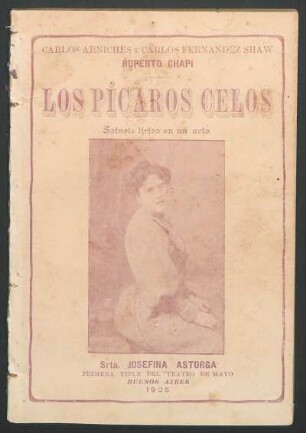 CARLOS ARNICHES Y CARLOS FERNANDEZ SHAW
RUPERTO CHAPI
LOS PÍCAROS CELOS
Sainete lírico en un acto
Srta. JOSEFINA ASTORGA
PRIMERA TIPLE DEL TEATRO DE MAYO
BUENOS AIRES
1905